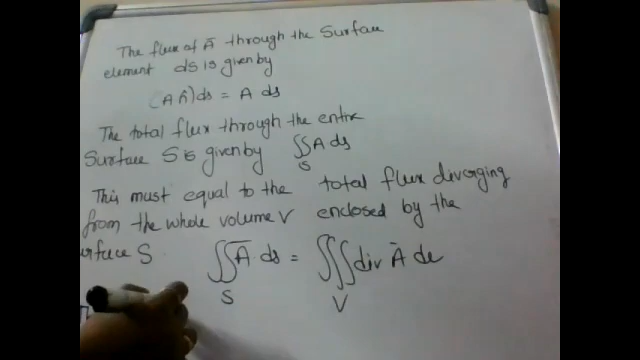 The flux of Ā through the Surface
element ds is given by
(A n̂)ds = A ds
The total flux through the entire
Surface S is given by ∬ A ds
S
This must equal to the total flux diverging
from the whole volume V enclosed by the
urface S.
∬ Ā . ds = ∭ div Ā dv
S V